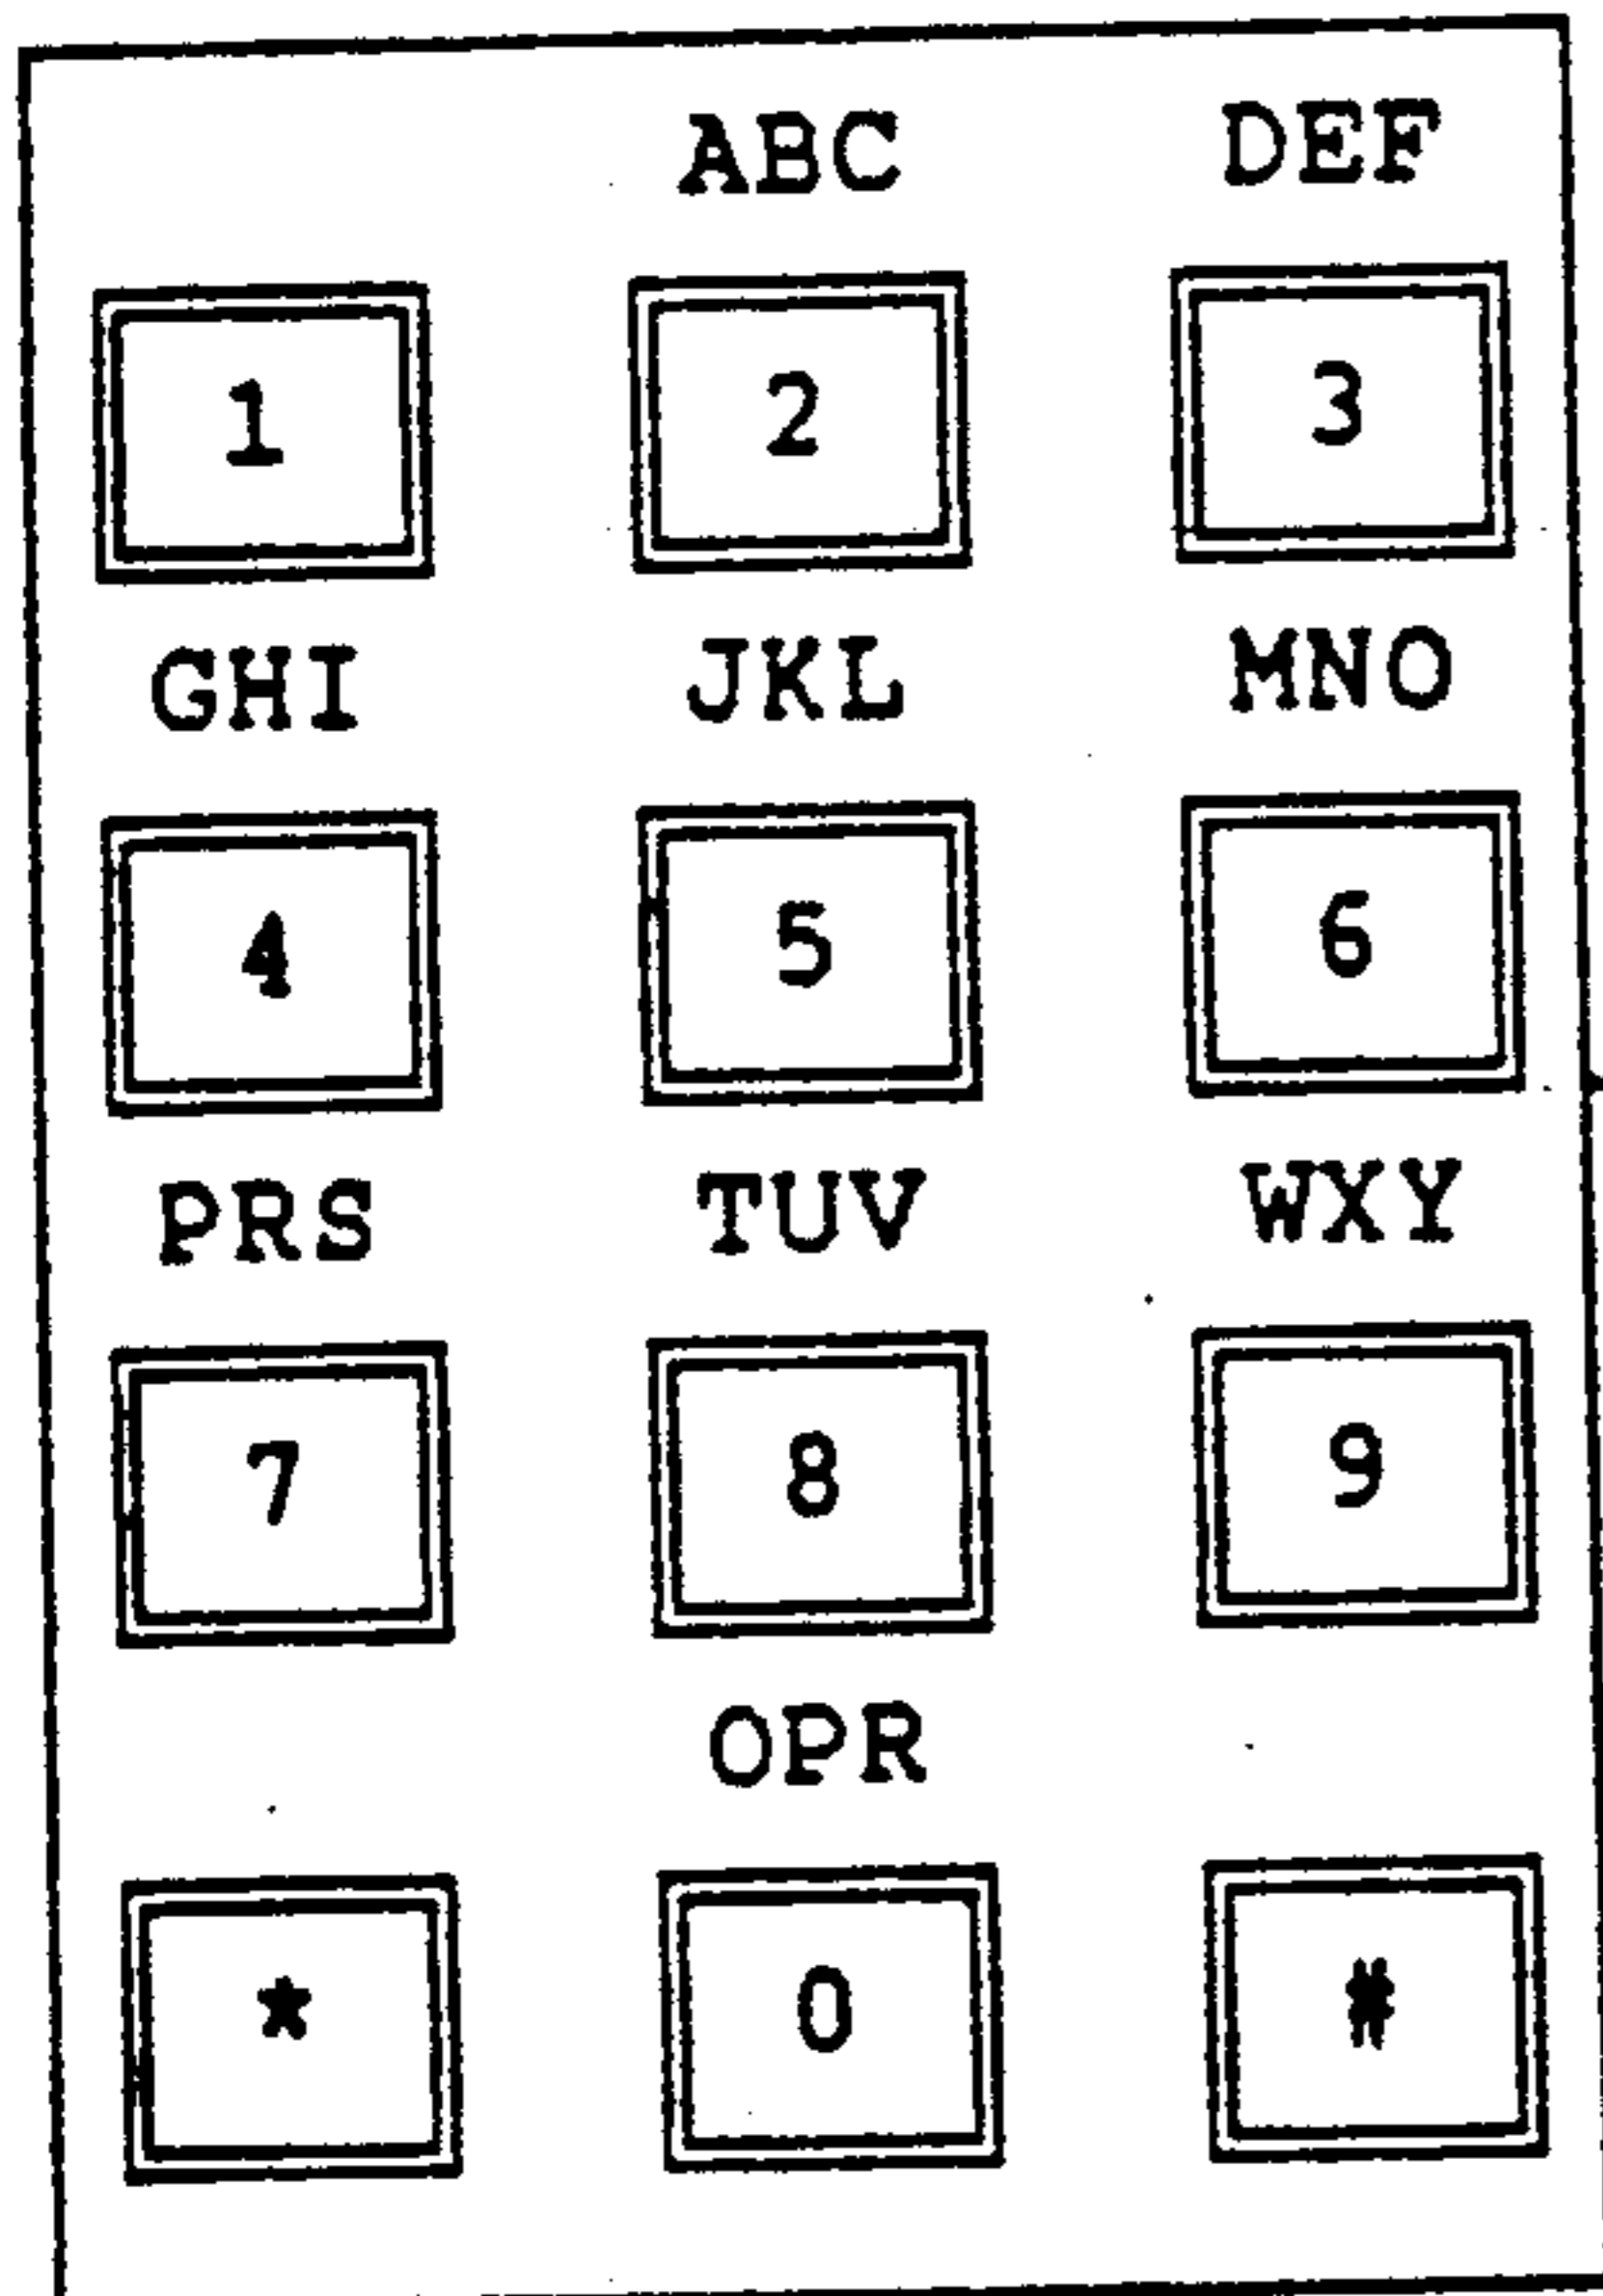 ABC DEF
1 2 3
GHI JKL MNO
4 5 6
PRS TUV WXY
7 8 9
OPR
* 0 #